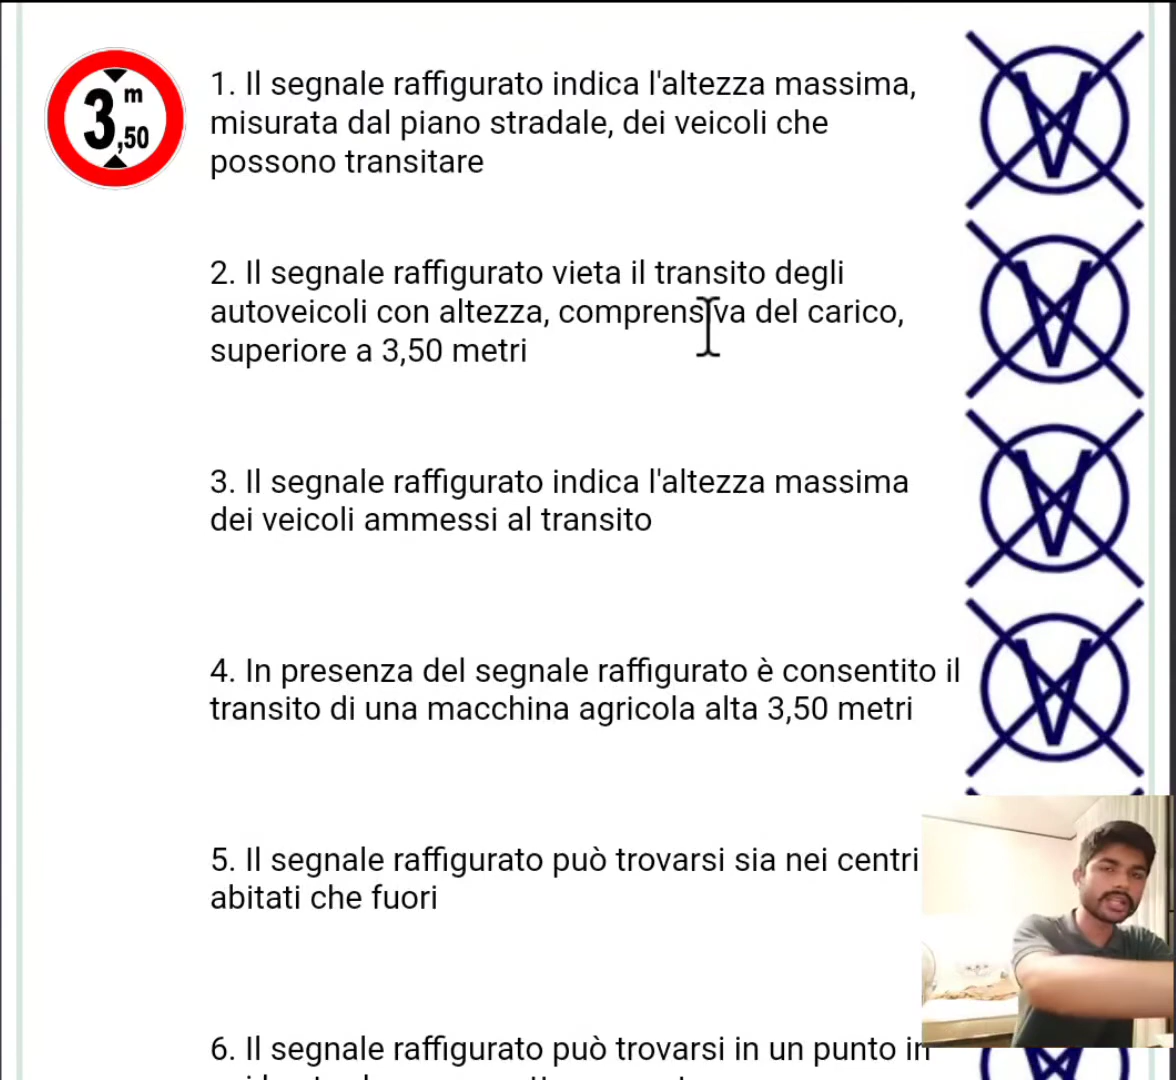 3 m
,50
1. Il segnale raffigurato indica l'altezza massima,
misurata dal piano stradale, dei veicoli che
possono transitare
V
2. Il segnale raffigurato vieta il transito degli
autoveicoli con altezza, comprensiva del carico,
superiore a 3,50 metri
V
3. Il segnale raffigurato indica l'altezza massima
dei veicoli ammessi al transito
V
4. In presenza del segnale raffigurato è consentito il
transito di una macchina agricola alta 3,50 metri
V
5. Il segnale raffigurato può trovarsi sia nei centri
abitati che fuori
6. Il segnale raffigurato può trovarsi in un punto in
V